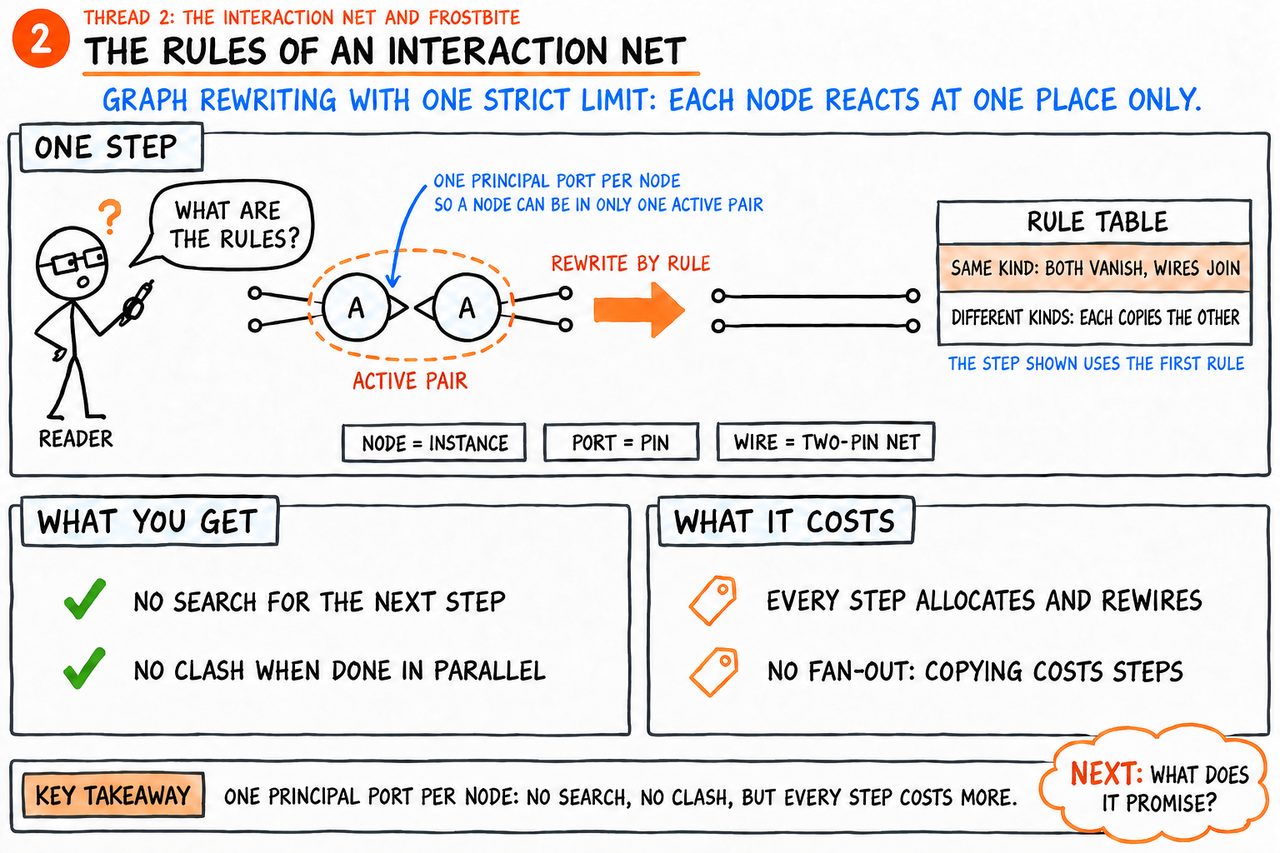 2
THREAD 2: THE INTERACTION NET AND FROSTBITE
THE RULES OF AN INTERACTION NET
GRAPH REWRITING WITH ONE STRICT LIMIT: EACH NODE REACTS AT ONE PLACE ONLY.
ONE STEP
?
WHAT ARE
THE RULES?
READER
ONE PRINCIPAL PORT PER NODE
SO A NODE CAN BE IN ONLY ONE ACTIVE PAIR
A
A
ACTIVE PAIR
REWRITE BY RULE
RULE TABLE
SAME KIND: BOTH VANISH, WIRES JOIN
DIFFERENT KINDS: EACH COPIES THE OTHER
THE STEP SHOWN USES THE FIRST RULE
NODE = INSTANCE
PORT = PIN
WIRE = TWO-PIN NET
WHAT YOU GET
NO SEARCH FOR THE NEXT STEP
NO CLASH WHEN DONE IN PARALLEL
WHAT IT COSTS
EVERY STEP ALLOCATES AND REWIRES
NO FAN-OUT: COPYING COSTS STEPS
KEY TAKEAWAY
ONE PRINCIPAL PORT PER NODE: NO SEARCH, NO CLASH, BUT EVERY STEP COSTS MORE.
NEXT: WHAT DOES
IT PROMISE?